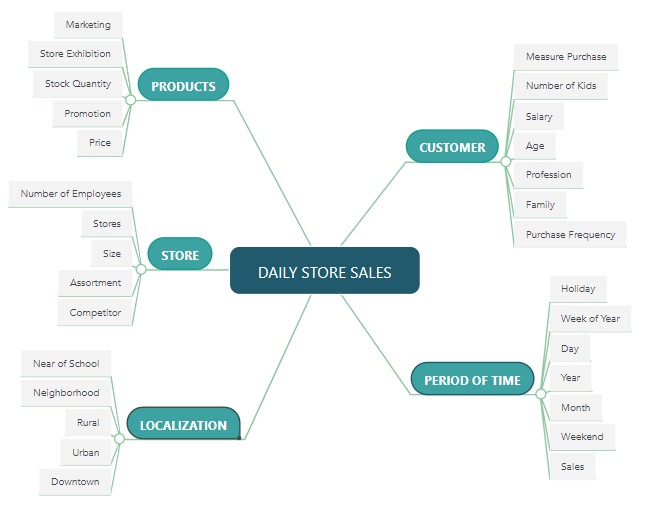 DAILY STORE SALES
PRODUCTS
Marketing
Store Exhibition
Stock Quantity
Promotion
Price
STORE
Number of Employees
Stores
Size
Assortment
Competitor
LOCALIZATION
Near of School
Neighborhood
Rural
Urban
Downtown
CUSTOMER
Measure Purchase
Number of Kids
Salary
Age
Profession
Family
Purchase Frequency
PERIOD OF TIME
Holiday
Week of Year
Day
Year
Month
Weekend
Sales